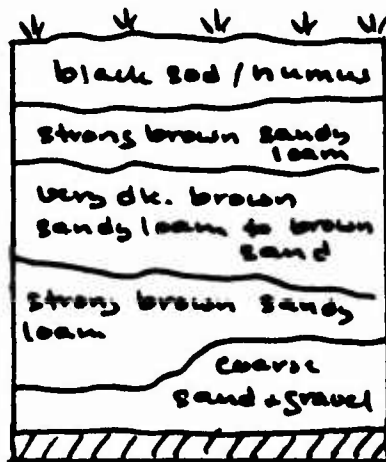 black sod / humus
strong brown sandy
loam
very dk. brown
sandy loam to brown
sand
strong brown sandy
loam
coarse
sand + gravel